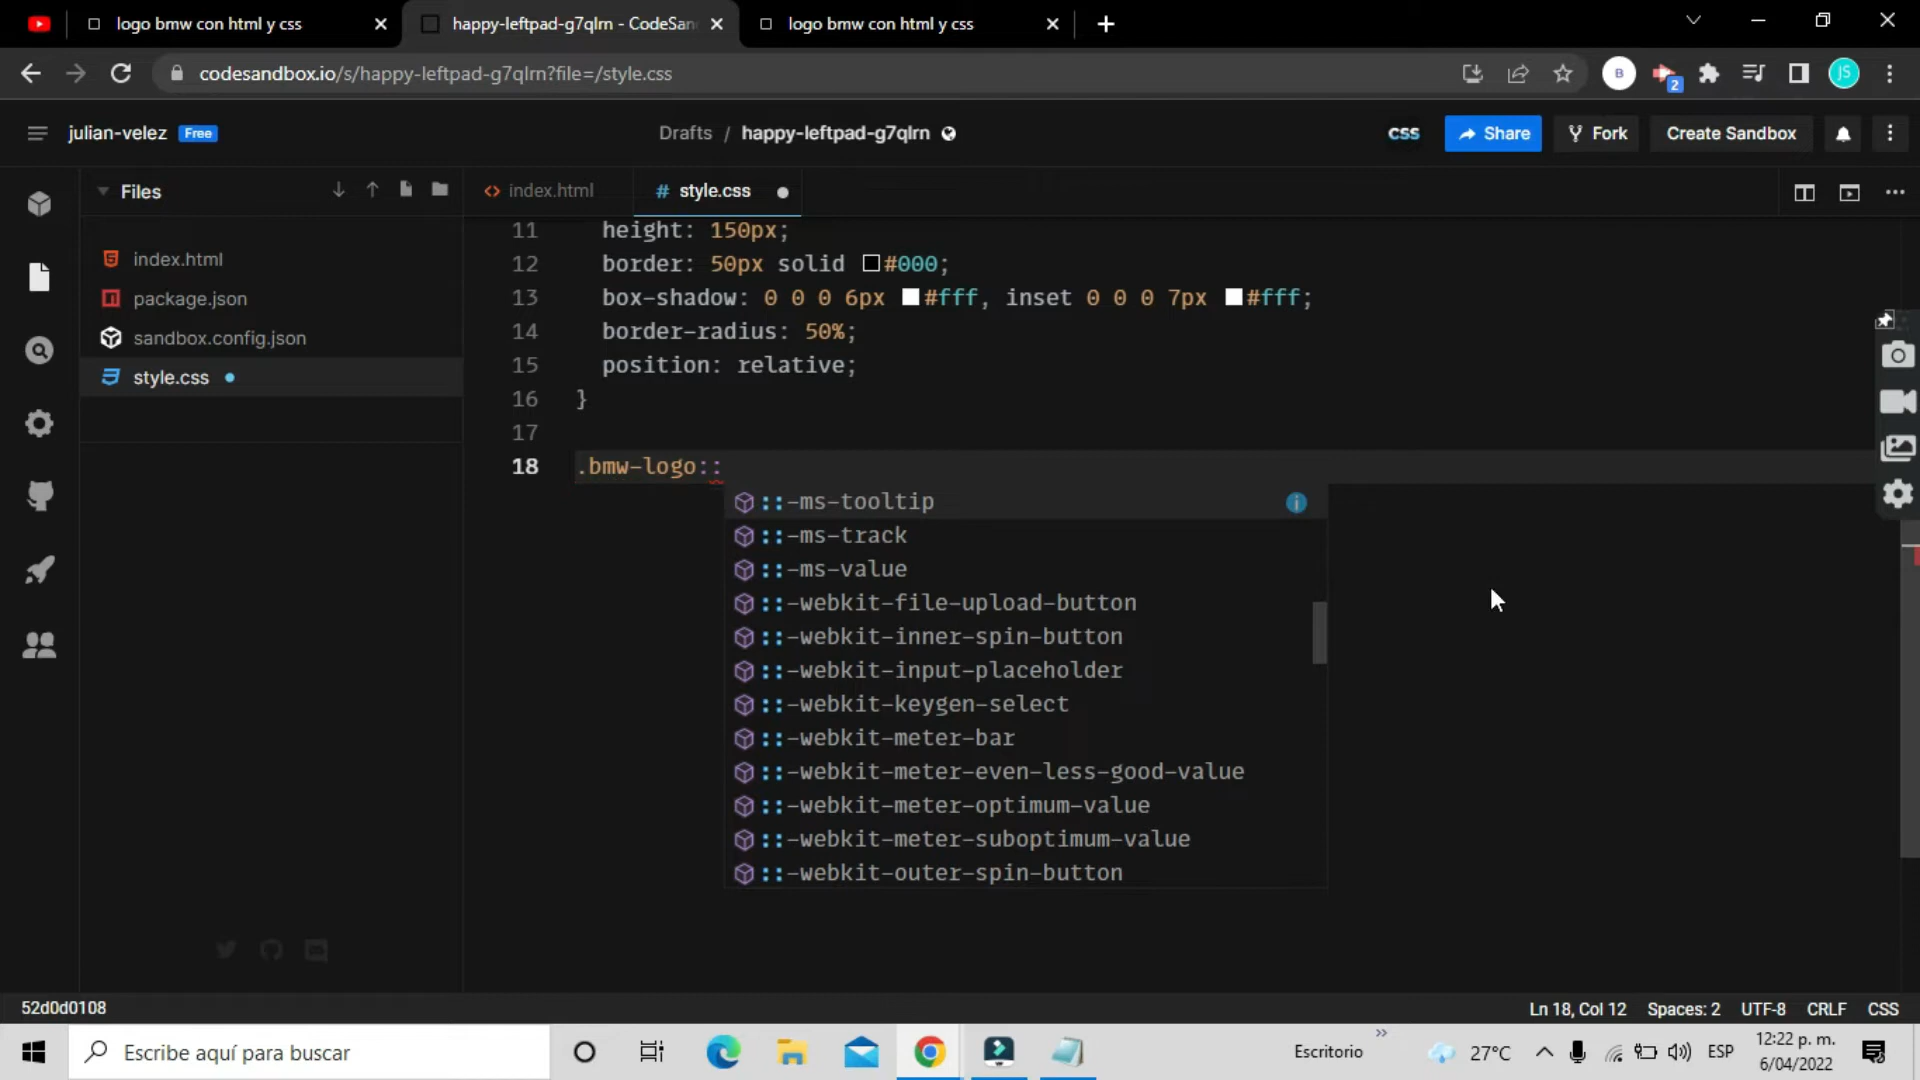 logo bmw con html y css
happy-leftpad-g7qlrn - CodeSan
logo bmw con html y css
codesandbox.io/s/happy-leftpad-g7qlrn?file=/style.css
B
2
JS
julian-velez Free
Drafts / happy-leftpad-g7qlrn
CSS
Share
Fork
Create Sandbox
Files
index.html
# style.css
index.html
package.json
sandbox.config.json
style.css
11 height: 150px;
12 border: 50px solid #000;
13 box-shadow: 0 0 0 6px #fff, inset 0 0 0 7px #fff;
14 border-radius: 50%;
15 position: relative;
16 }
17
18 .bmw-logo::
::-ms-tooltip
::-ms-track
::-ms-value
::-webkit-file-upload-button
::-webkit-inner-spin-button
::-webkit-input-placeholder
::-webkit-keygen-select
::-webkit-meter-bar
::-webkit-meter-even-less-good-value
::-webkit-meter-optimum-value
::-webkit-meter-suboptimum-value
::-webkit-outer-spin-button
52d0d0108
Ln 18, Col 12 Spaces: 2 UTF-8 CRLF CSS
Escribe aquí para buscar
Escritorio
27°C
ESP
12:22 p. m.
6/04/2022